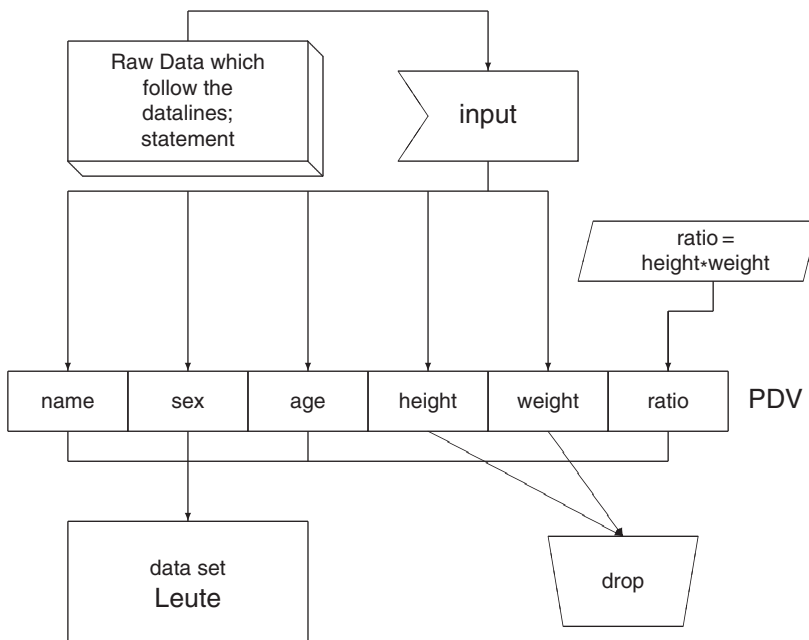 Raw Data which
follow the
datalines;
statement
input
ratio =
height*weight
name
sex
age
height
weight
ratio
PDV
data set
Leute
drop